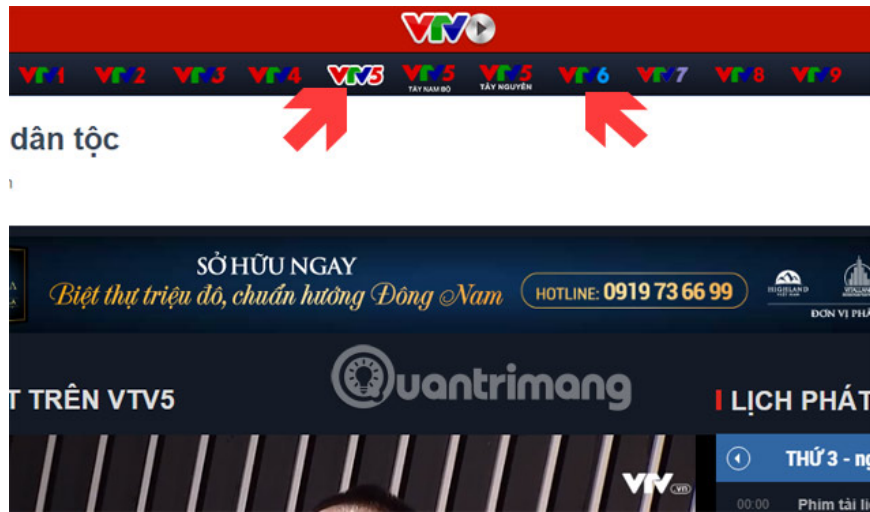 VTV
VTV1 VTV2 VTV3 VTV4 VTV5 VTV5 TÂY NAM BỘ VTV5 TÂY NGUYÊN VTV6 VTV7 VTV8 VTV9
dân tộc
SỞ HỮU NGAY
Biệt thự triệu đô, chuẩn hướng Đông Nam
HOTLINE: 0919 73 66 99
HIGHLAND
ĐƠN VỊ PHÁ
Quantrimang
T TRÊN VTV5
LỊCH PHÁT
THỨ 3 - ng
VTV.vn
00:00 Phim tài li